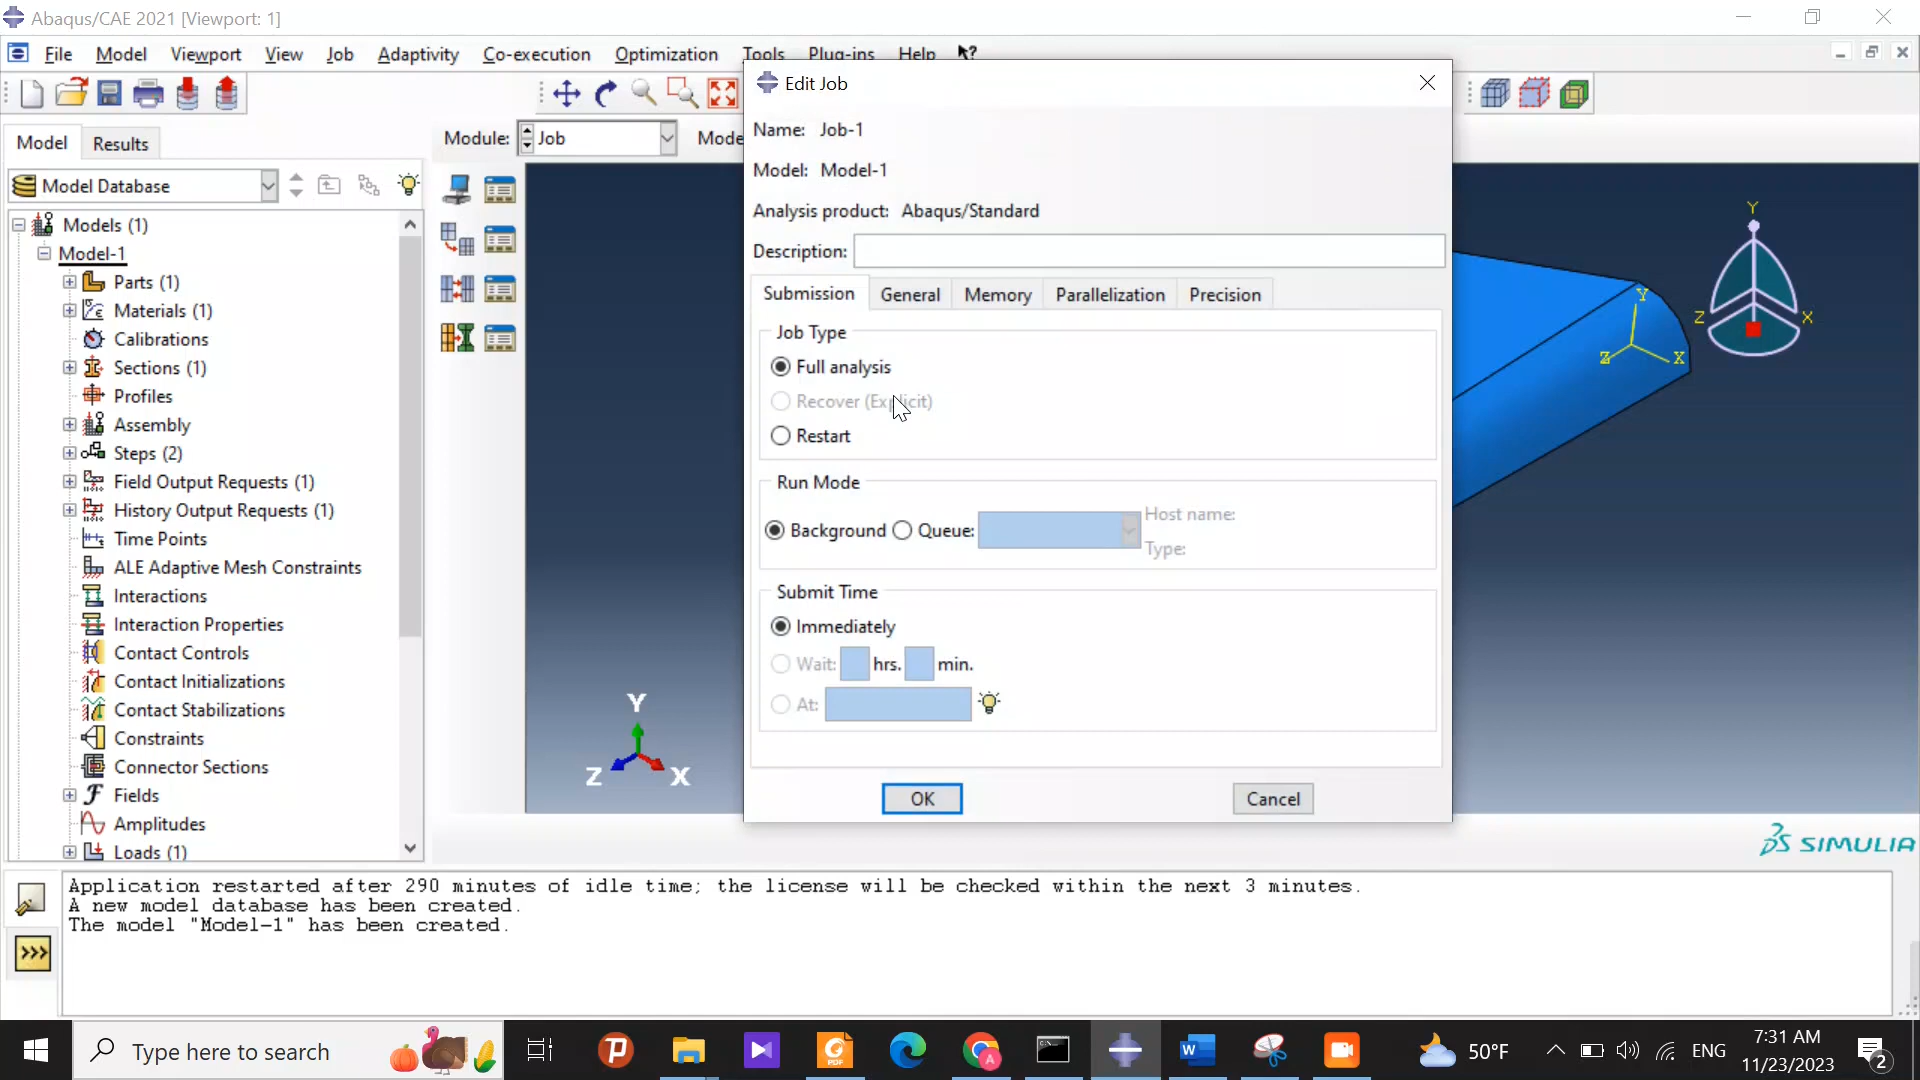 Abaqus/CAE 2021 [Viewport: 1]
File Model Viewport View Job Adaptivity Co-execution Optimization Tools Plug-ins Help
Edit Job
Name: Job-1
Model: Model-1
Analysis product: Abaqus/Standard
Description:
Submission General Memory Parallelization Precision
Job Type
Full analysis
Recover (Explicit)
Restart
Run Mode
Background Queue: Host name:
Type:
Submit Time
Immediately
Wait: hrs. min.
At:
OK Cancel
Model Results
Module: Job Mode
Model Database
Models (1)
Model-1
Parts (1)
Materials (1)
Calibrations
Sections (1)
Profiles
Assembly
Steps (2)
Field Output Requests (1)
History Output Requests (1)
Time Points
ALE Adaptive Mesh Constraints
Interactions
Interaction Properties
Contact Controls
Contact Initializations
Contact Stabilizations
Constraints
Connector Sections
Fields
Amplitudes
Loads (1)
Y
Z X
Y
Z X
Y
Z X
SIMULIA
Application restarted after 290 minutes of idle time; the license will be checked within the next 3 minutes.
A new model database has been created.
The model "Model-1" has been created.
>>>
Type here to search
50°F
ENG
7:31 AM
11/23/2023
2